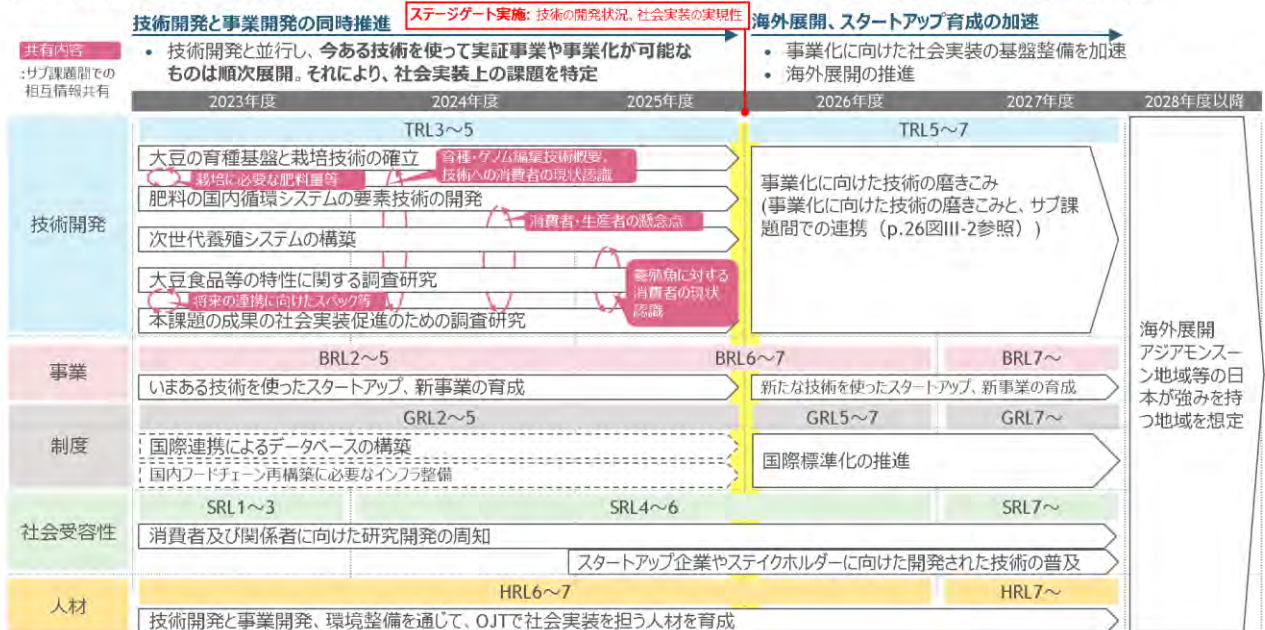 技術開発と事業開発の同時推進
ステージゲート実施: 技術の開発状況、社会実装の実現性
海外展開、スタートアップ育成の加速
共有内容
:サブ課題間での
相互情報共有
• 技術開発と並行し、今ある技術を使って実証事業や事業化が可能な
ものは順次展開。それにより、社会実装上の課題を特定
• 事業化に向けた社会実装の基盤整備を加速
• 海外展開の推進
2023年度
2024年度
2025年度
2026年度
2027年度
2028年度以降
技術開発
TRL3～5
TRL5～7
大豆の育種基盤と栽培技術の確立
育種・ゲノム編集技術概要、
技術への消費者の現状認識
栽培に必要な肥料量等
肥料の国内循環システムの要素技術の開発
消費者・生産者の懸念点
次世代養殖システムの構築
大豆食品等の特性に関する調査研究
養殖魚に対する
消費者の現状
認識
将来の連携に向けたスペック等
本課題の成果の社会実装促進のための調査研究
事業化に向けた技術の磨きこみ
(事業化に向けた技術の磨きこみと、サブ課
題間での連携（p.26図III-2参照）)
事業
BRL2～5
BRL6～7
BRL7～
いまある技術を使ったスタートアップ、新事業の育成
新たな技術を使ったスタートアップ、新事業の育成
制度
GRL2～5
GRL5～7
GRL7～
国際連携によるデータベースの構築
国内フードチェーン再構築に必要なインフラ整備
国際標準化の推進
社会受容性
SRL1～3
SRL4～6
SRL7～
消費者及び関係者に向けた研究開発の周知
スタートアップ企業やステイクホルダーに向けた開発された技術の普及
人材
HRL6～7
HRL7～
技術開発と事業開発、環境整備を通じて、OJTで社会実装を担う人材を育成
海外展開
アジアモンスー
ン地域等の日
本が強みを持
つ地域を想定